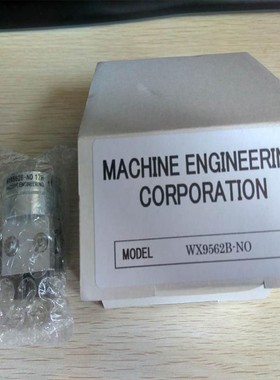 MACHINE ENGINEERIN
CORPORATION
MODEL WX9562B-NO